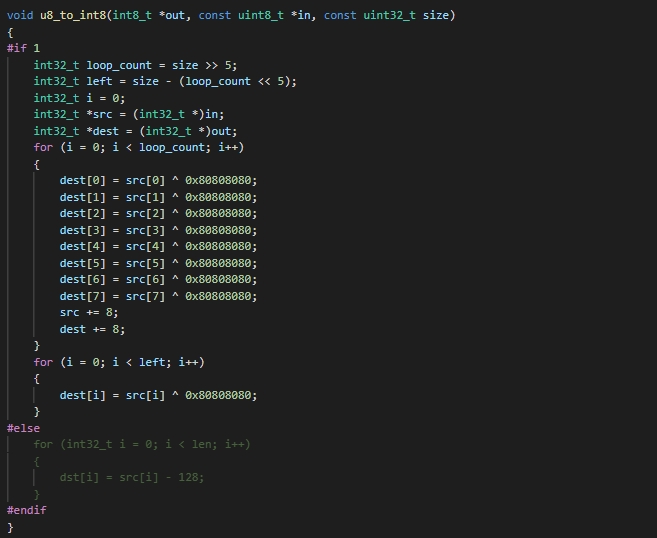 void u8_to_int8(int8_t *out, const uint8_t *in, const uint32_t size)
{
#if 1
    int32_t loop_count = size >> 5;
    int32_t left = size - (loop_count << 5);
    int32_t i = 0;
    int32_t *src = (int32_t *)in;
    int32_t *dest = (int32_t *)out;
    for (i = 0; i < loop_count; i++)
    {
        dest[0] = src[0] ^ 0x80808080;
        dest[1] = src[1] ^ 0x80808080;
        dest[2] = src[2] ^ 0x80808080;
        dest[3] = src[3] ^ 0x80808080;
        dest[4] = src[4] ^ 0x80808080;
        dest[5] = src[5] ^ 0x80808080;
        dest[6] = src[6] ^ 0x80808080;
        dest[7] = src[7] ^ 0x80808080;
        src += 8;
        dest += 8;
    }
    for (i = 0; i < left; i++)
    {
        dest[i] = src[i] ^ 0x80808080;
    }
#else
    for (int32_t i = 0; i < len; i++)
    {
        dst[i] = src[i] - 128;
    }
#endif
}